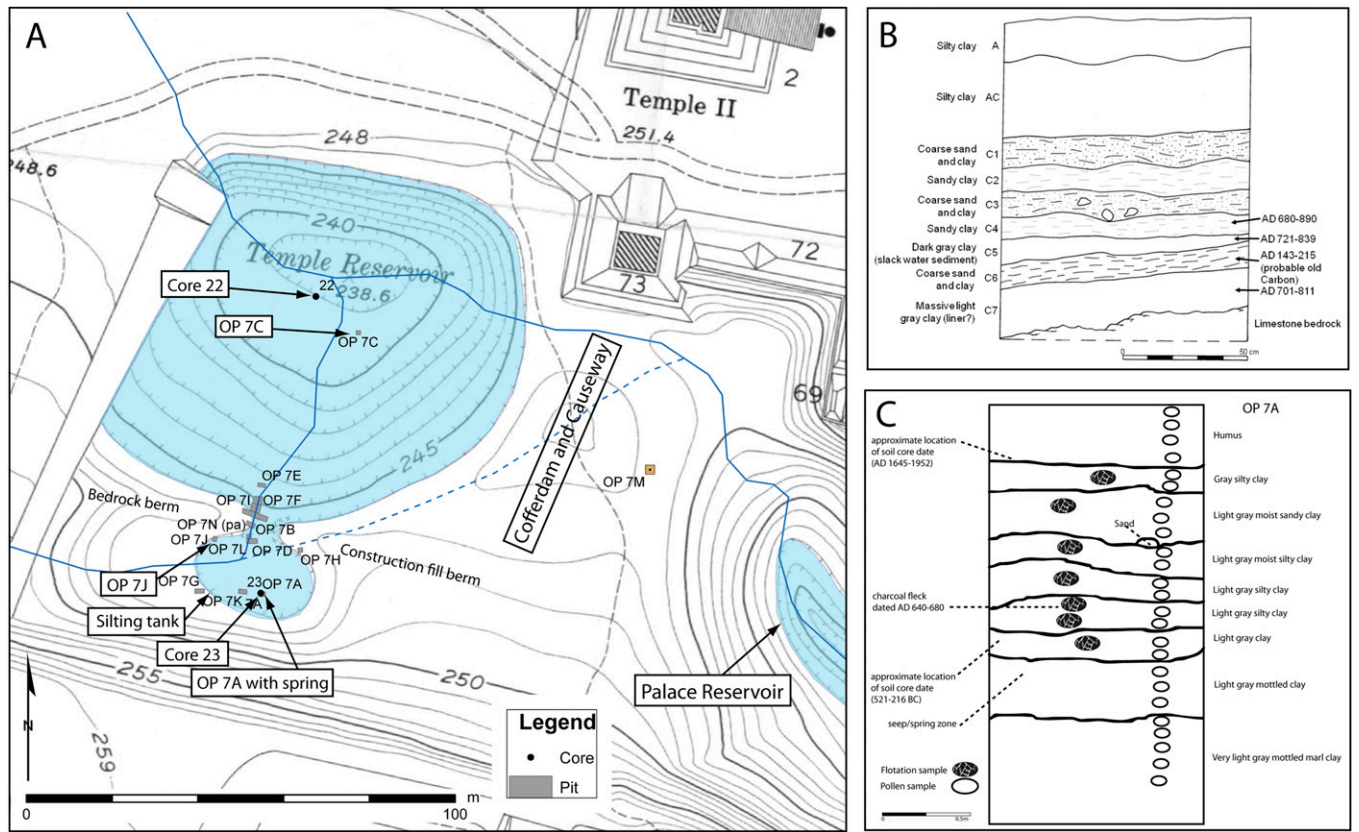 A
Temple II
2
251.4
248
248.6
240
Temple Reservoir
238.6
22
Core 22
OP 7C
OP 7C
72
73
69
Cofferdam and Causeway
245
OP 7E
OP 7I
OP 7F
Bedrock berm
OP 7N (pa)
OP 7B
OP 7J
OP 7L
OP 7D
OP 7H
OP 7M
Construction fill berm
OP 7J
OP 7G
23
OP 7A
OP 7K
7A
Silting tank
Core 23
OP 7A with spring
255
250
259
Palace Reservoir
N
Legend
Core
Pit
0
m
100
B
Silty clay A
Silty clay AC
Coarse sand
and clay C1
Sandy clay C2
Coarse sand
and clay C3
Sandy clay C4
Dark gray clay
(slack water sediment) C5
Coarse sand
and clay C6
Massive light
gray clay (liner?) C7
AD 680-890
AD 721-839
AD 143-215
(probable old
Carbon)
AD 701-811
Limestone bedrock
0
50 cm
C
OP 7A
approximate location
of soil core date
(AD 1645-1952)
charcoal fleck
dated AD 640-680
approximate location
of soil core date
(521-216 BC)
seep/spring zone
Flotation sample
Pollen sample
0
0.5m
Sand
Humus
Gray silty clay
Light gray moist sandy clay
Light gray moist silty clay
Light gray silty clay
Light gray silty clay
Light gray clay
Light gray mottled clay
Very light gray mottled marl clay